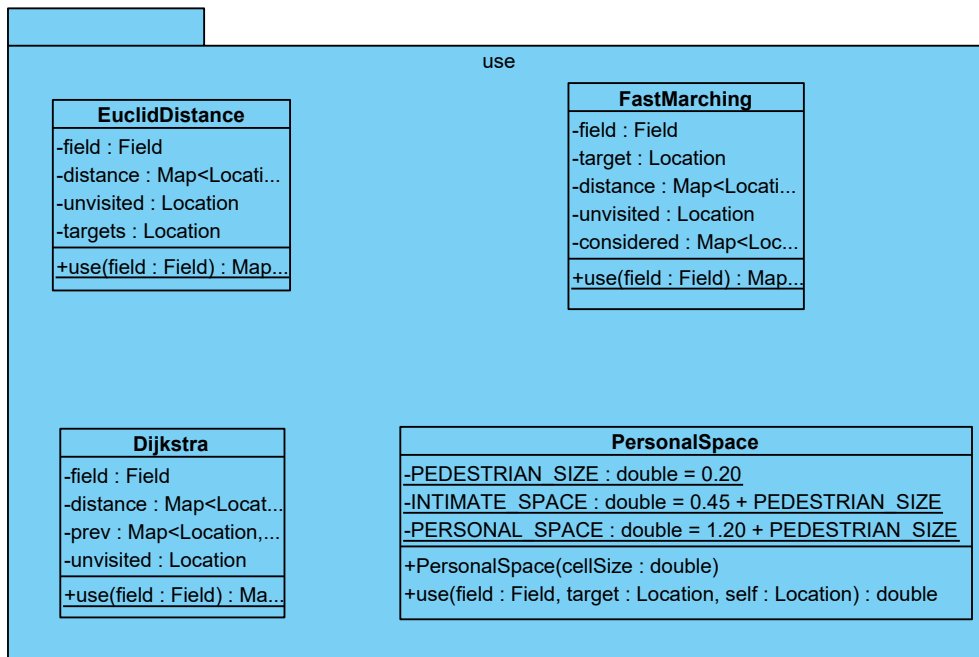 use
EuclidDistance
-field : Field
-distance : Map<Locati...
-unvisited : Location
-targets : Location
+use(field : Field) : Map...
FastMarching
-field : Field
-target : Location
-distance : Map<Locati...
-unvisited : Location
-considered : Map<Loc...
+use(field : Field) : Map...
Dijkstra
-field : Field
-distance : Map<Locat...
-prev : Map<Location,...
-unvisited : Location
+use(field : Field) : Ma...
PersonalSpace
-PEDESTRIAN_SIZE : double = 0.20
-INTIMATE_SPACE : double = 0.45 + PEDESTRIAN_SIZE
-PERSONAL_SPACE : double = 1.20 + PEDESTRIAN_SIZE
+PersonalSpace(cellSize : double)
+use(field : Field, target : Location, self : Location) : double